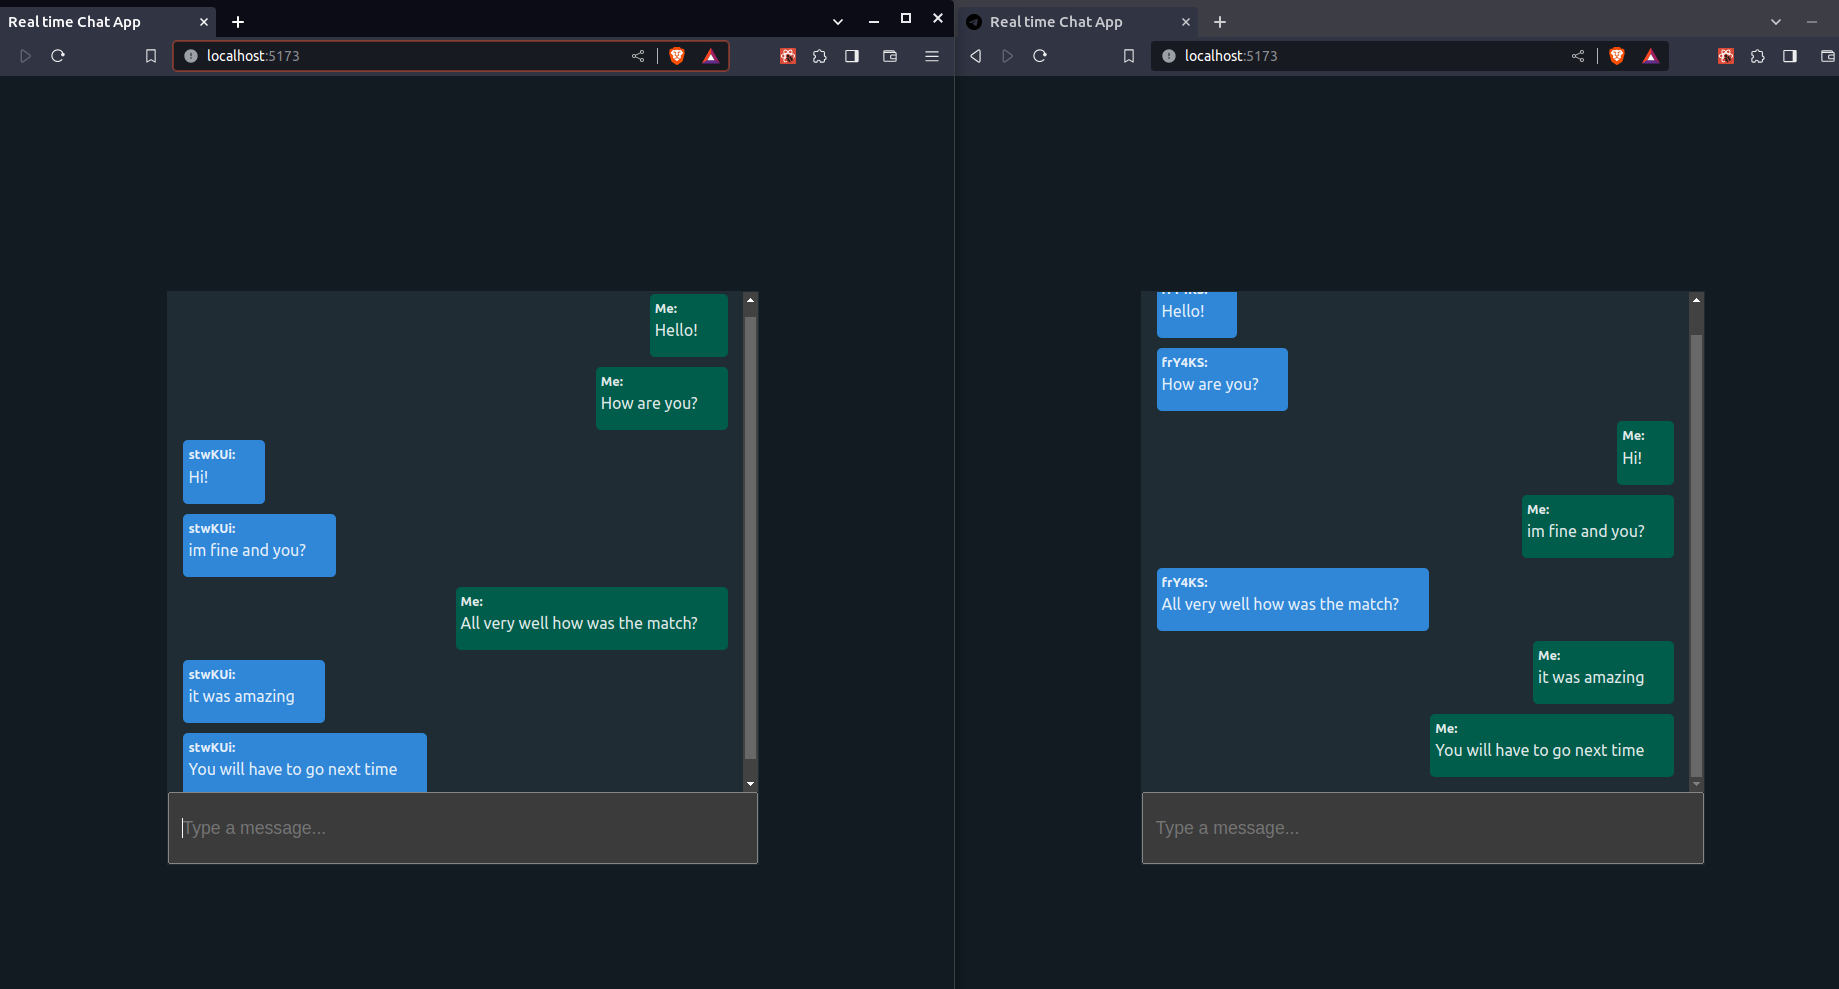 Real time Chat App
localhost:5173
Me:
Hello!
Me:
How are you?
stwKUi:
Hi!
stwKUi:
im fine and you?
Me:
All very well how was the match?
stwKUi:
it was amazing
stwKUi:
You will have to go next time
Type a message...
Real time Chat App
localhost:5173
Hello!
frY4KS:
How are you?
Me:
Hi!
Me:
im fine and you?
frY4KS:
All very well how was the match?
Me:
it was amazing
Me:
You will have to go next time
Type a message...